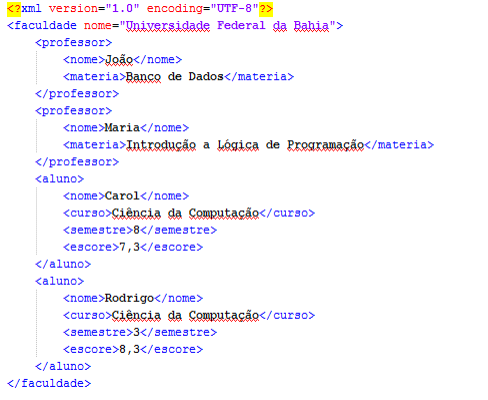 <?xml version="1.0" encoding="UTF-8"?>
<faculdade nome="Universidade Federal da Bahia">
<professor>
<nome>João</nome>
<materia>Banco de Dados</materia>
</professor>
<professor>
<nome>Maria</nome>
<materia>Introdução a Lógica de Programação</materia>
</professor>
<aluno>
<nome>Carol</nome>
<curso>Ciência da Computação</curso>
<semestre>8</semestre>
<escore>7,3</escore>
</aluno>
<aluno>
<nome>Rodrigo</nome>
<curso>Ciência da Computação</curso>
<semestre>3</semestre>
<escore>8,3</escore>
</aluno>
</faculdade>